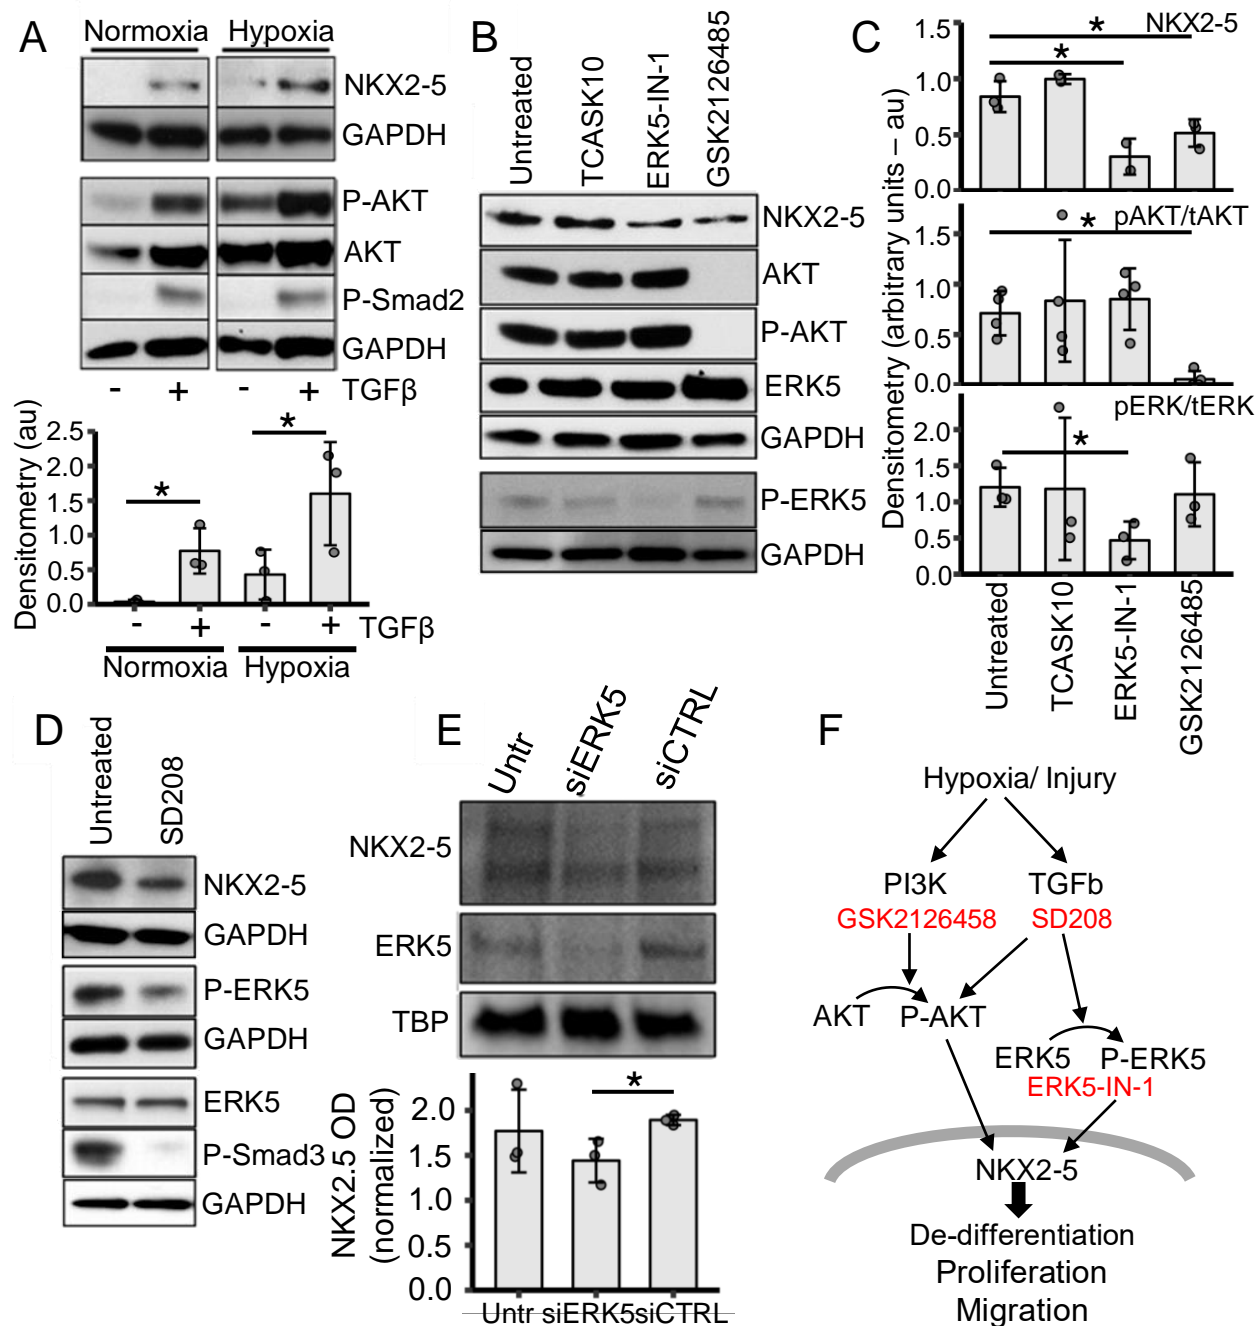 A
Normoxia
Hypoxia
NKX2-5
GAPDH
P-AKT
AKT
P-Smad2
GAPDH
- + - + TGFβ
Densitometry (au)
2.5
2.0
1.5
1.0
0.5
0.0
*
*
- + - + TGFβ
Normoxia
Hypoxia
B
Untreated
TCASK10
ERK5-IN-1
GSK2126485
NKX2-5
AKT
P-AKT
ERK5
GAPDH
P-ERK5
GAPDH
C
Densitometry (arbitrary units – au)
NKX2-5
1.5
1.0
0.5
0.0
*
*
pAKT/tAKT
1.5
1.0
0.5
0.0
*
pERK/tERK
2.0
1.5
1.0
0.5
0.0
*
Untreated
TCASK10
ERK5-IN-1
GSK2126485
D
Untreated
SD208
NKX2-5
GAPDH
P-ERK5
GAPDH
ERK5
P-Smad3
GAPDH
E
Untr
siERK5
siCTRL
NKX2-5
ERK5
TBP
NKX2.5 OD
(normalized)
2.0
1.5
1.0
0.5
0.0
*
Untr siERK5siCTRL
F
Hypoxia/ Injury
PI3K
TGFb
GSK2126458
SD208
AKT
P-AKT
ERK5
P-ERK5
ERK5-IN-1
NKX2-5
De-differentiation
Proliferation
Migration